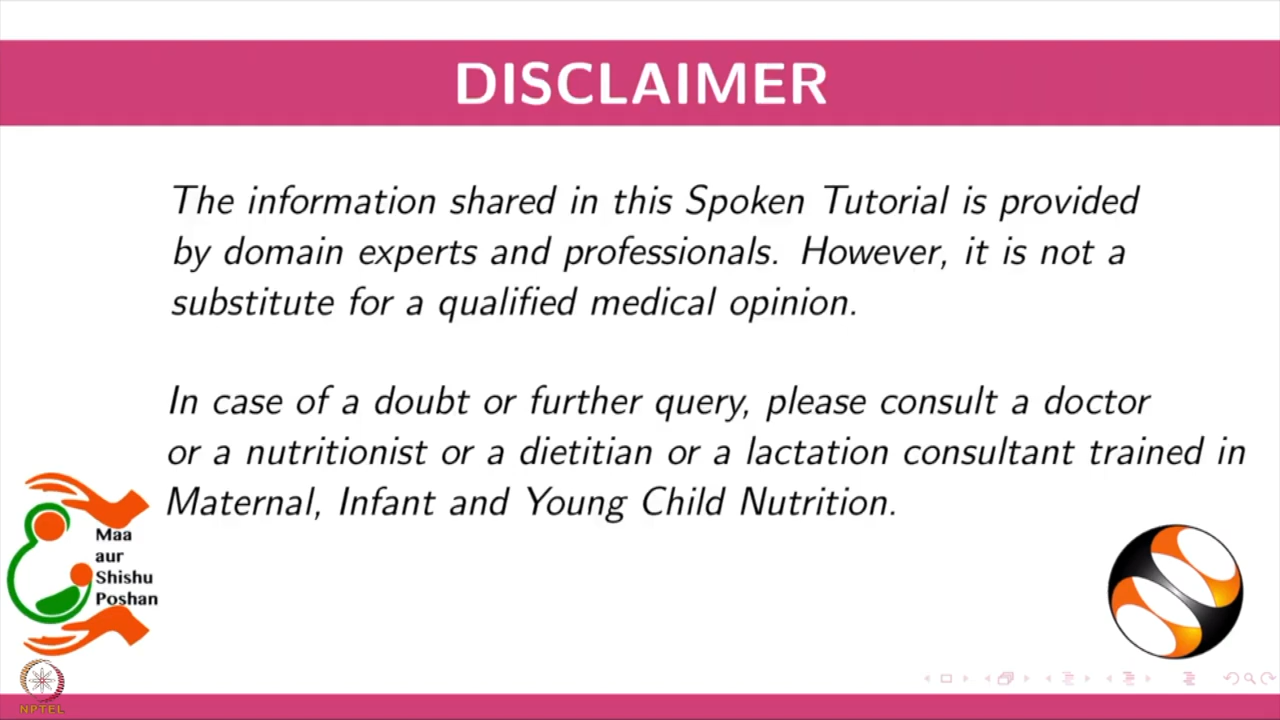 DISCLAIMER
The information shared in this Spoken Tutorial is provided
by domain experts and professionals. However, it is not a
substitute for a qualified medical opinion.
In case of a doubt or further query, please consult a doctor
or a nutritionist or a dietitian or a lactation consultant trained in
Maternal, Infant and Young Child Nutrition.
Maa
aur
Shishu
Poshan
NPTEL